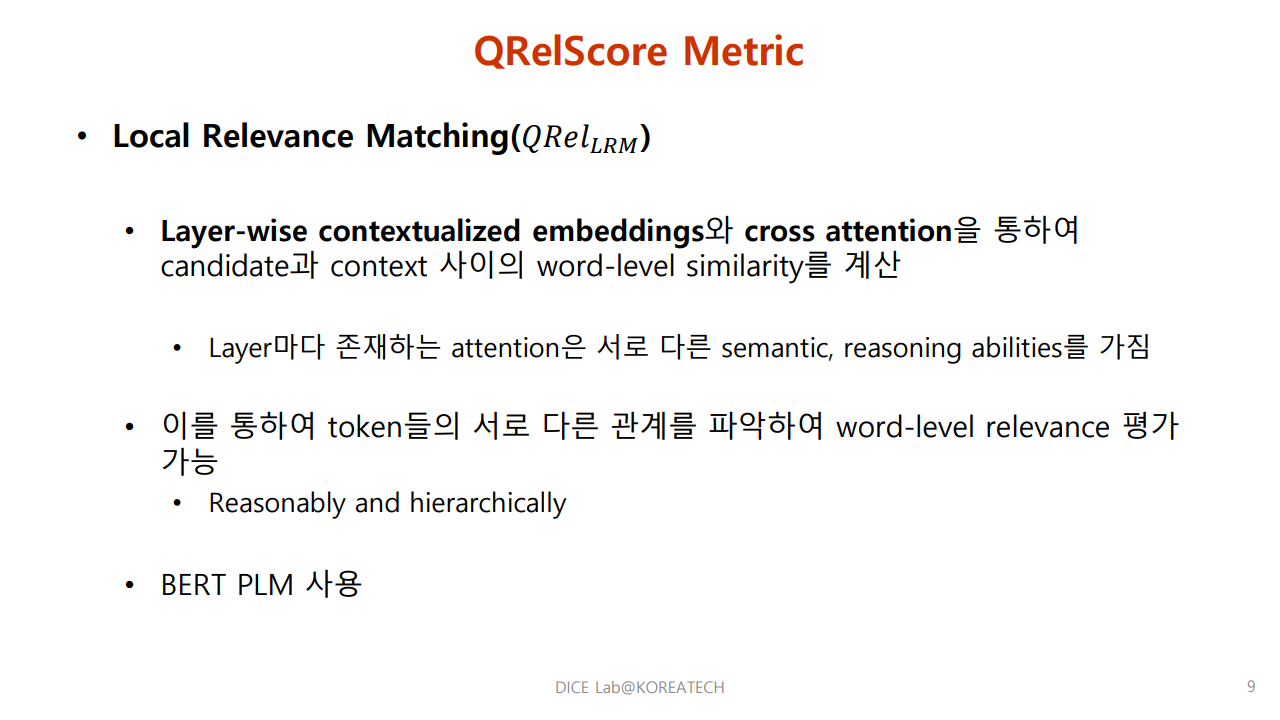 QRelScore Metric
• Local Relevance Matching(𝑄𝑅𝑒𝑙_LRM)
• Layer-wise contextualized embeddings와 cross attention을 통하여
candidate과 context 사이의 word-level similarity를 계산
• Layer마다 존재하는 attention은 서로 다른 semantic, reasoning abilities를 가짐
• 이를 통하여 token들의 서로 다른 관계를 파악하여 word-level relevance 평가
가능
• Reasonably and hierarchically
• BERT PLM 사용
DICE Lab@KOREATECH
9